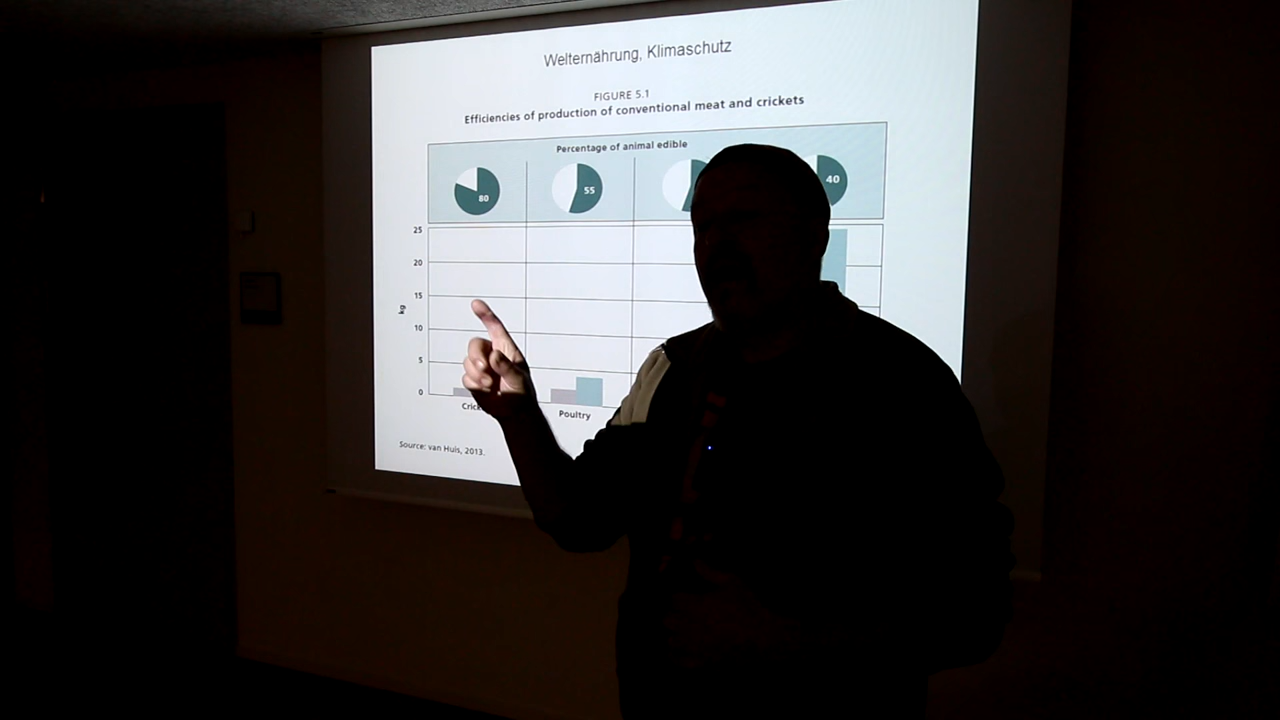 Welternährung, Klimaschutz
FIGURE 5.1
Efficiencies of production of conventional meat and crickets
Percentage of animal edible
80
55
40
25
20
15
10
5
0
kg
Poultry
Source: van Huis, 2013.